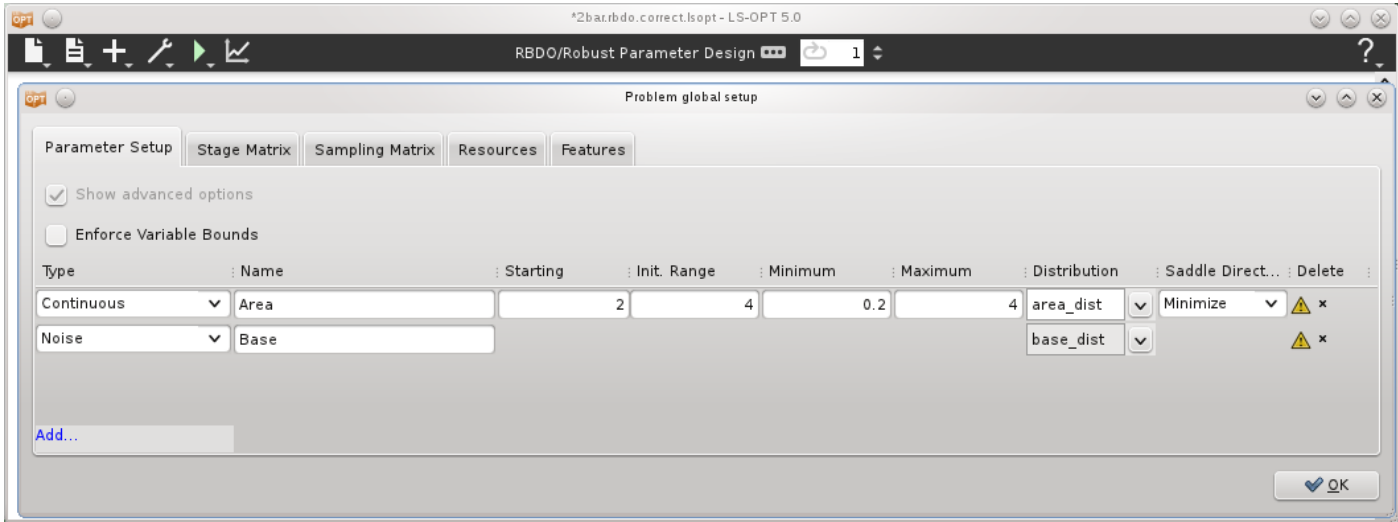 OPT *2bar.rbdo.correct.lsopt - LS-OPT 5.0
RBDO/Robust Parameter Design 1 ?
OPT Problem global setup
Parameter Setup Stage Matrix Sampling Matrix Resources Features
Show advanced options
Enforce Variable Bounds
Type Name Starting Init. Range Minimum Maximum Distribution Saddle Direct... Delete
Continuous Area 2 4 0.2 4 area_dist Minimize
Noise Base base_dist
Add...
OK